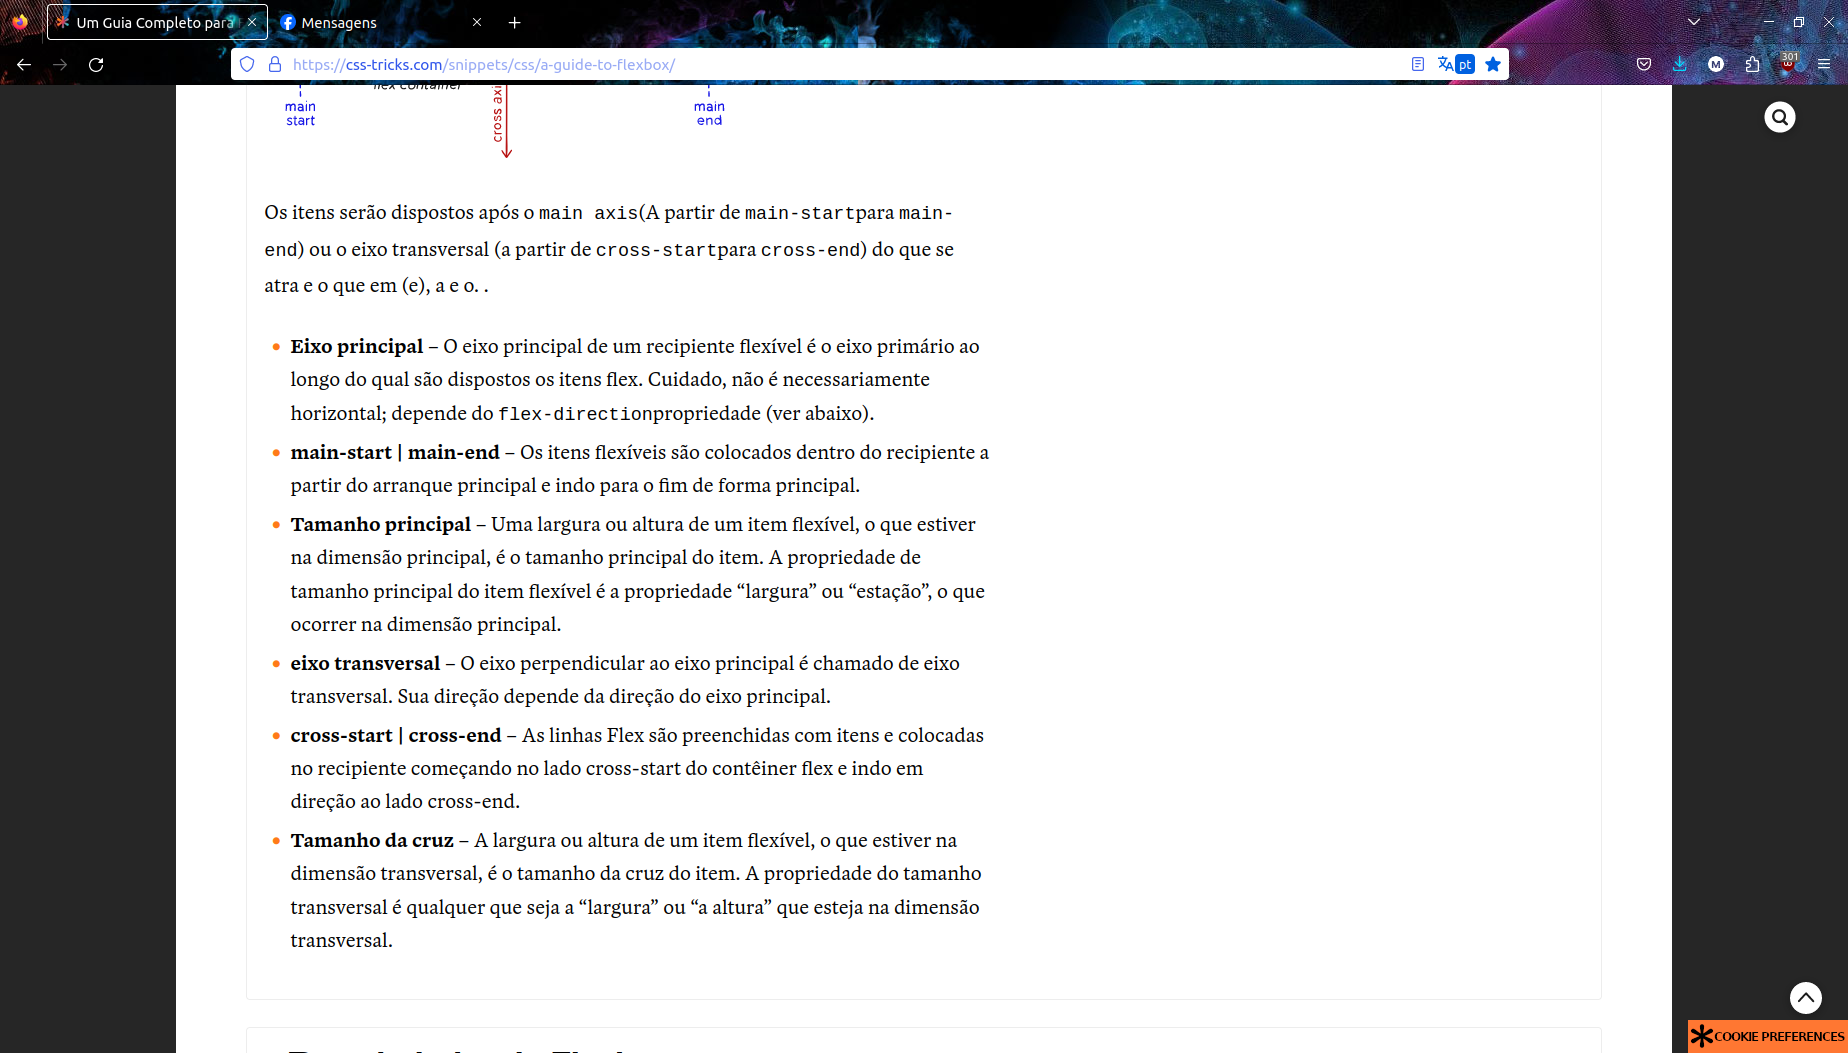 Um Guia Completo para
Mensagens
https://css-tricks.com/snippets/css/a-guide-to-flexbox/
pt
M
301
flex container
main
start
cross axi
main
end
Os itens serão dispostos após o main axis(A partir de main-startpara main-
end) ou o eixo transversal (a partir de cross-startpara cross-end) do que se
atra e o que em (e), a e o. .
Eixo principal – O eixo principal de um recipiente flexível é o eixo primário ao
longo do qual são dispostos os itens flex. Cuidado, não é necessariamente
horizontal; depende do flex-directionpropriedade (ver abaixo).
main-start | main-end – Os itens flexíveis são colocados dentro do recipiente a
partir do arranque principal e indo para o fim de forma principal.
Tamanho principal – Uma largura ou altura de um item flexível, o que estiver
na dimensão principal, é o tamanho principal do item. A propriedade de
tamanho principal do item flexível é a propriedade “largura” ou “estação”, o que
ocorrer na dimensão principal.
eixo transversal – O eixo perpendicular ao eixo principal é chamado de eixo
transversal. Sua direção depende da direção do eixo principal.
cross-start | cross-end – As linhas Flex são preenchidas com itens e colocadas
no recipiente começando no lado cross-start do contêiner flex e indo em
direção ao lado cross-end.
Tamanho da cruz – A largura ou altura de um item flexível, o que estiver na
dimensão transversal, é o tamanho da cruz do item. A propriedade do tamanho
transversal é qualquer que seja a “largura” ou “a altura” que esteja na dimensão
transversal.
COOKIE PREFERENCES